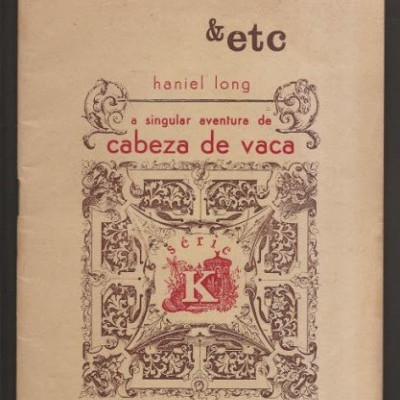 & etc
haniel long
a singular aventura de
cabeza de vaca
série
K